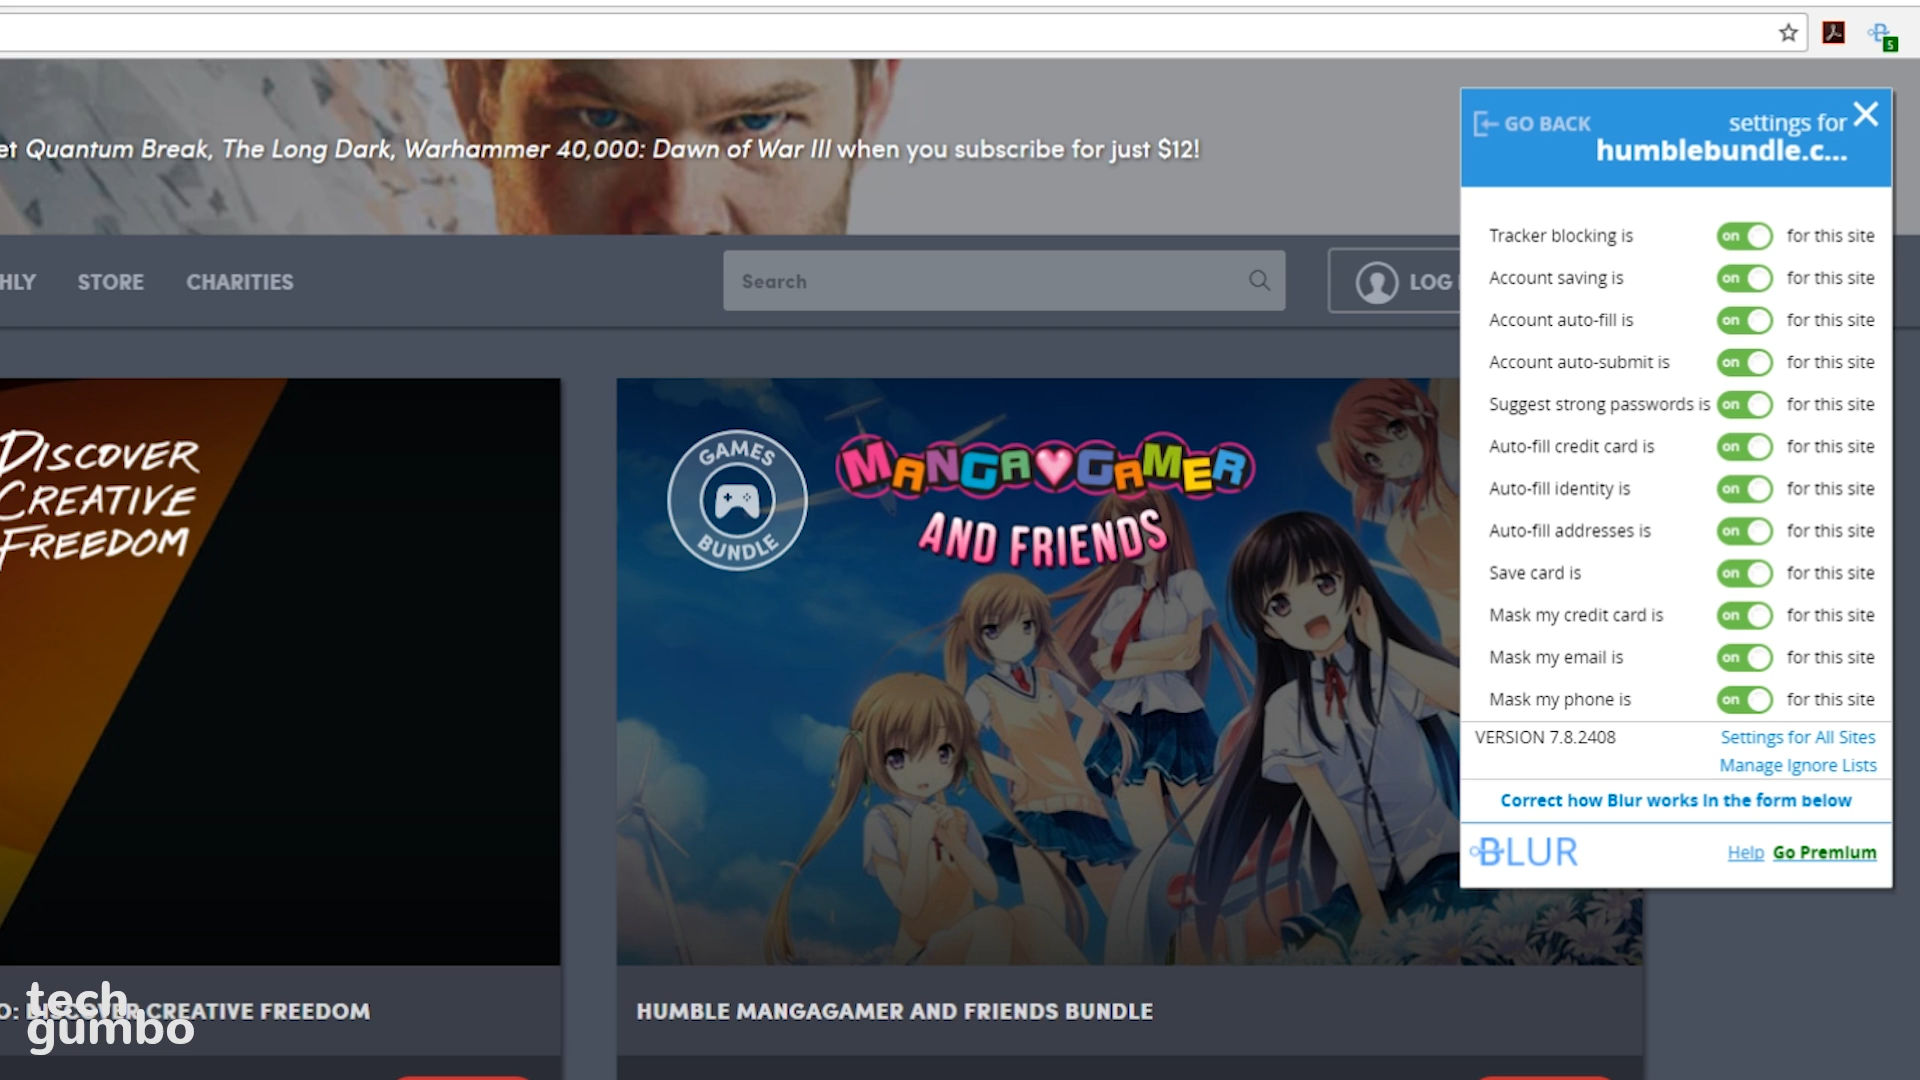 5
et Quantum Break, The Long Dark, Warhammer 40,000: Dawn of War III when you subscribe for just $12!
HLY STORE CHARITIES
Search
LOG
DISCOVER
CREATIVE
FREEDOM
GAMES
BUNDLE
MANGAGAMER
AND FRIENDS
O: DISCOVER CREATIVE FREEDOM
HUMBLE MANGAGAMER AND FRIENDS BUNDLE
tech
gumbo
GO BACK
settings for
humblebundle.c...
Tracker blocking is on for this site
Account saving is on for this site
Account auto-fill is on for this site
Account auto-submit is on for this site
Suggest strong passwords is on for this site
Auto-fill credit card is on for this site
Auto-fill identity is on for this site
Auto-fill addresses is on for this site
Save card is on for this site
Mask my credit card is on for this site
Mask my email is on for this site
Mask my phone is on for this site
VERSION 7.8.2408 Settings for All Sites
Manage Ignore Lists
Correct how Blur works in the form below
BLUR Help Go Premium